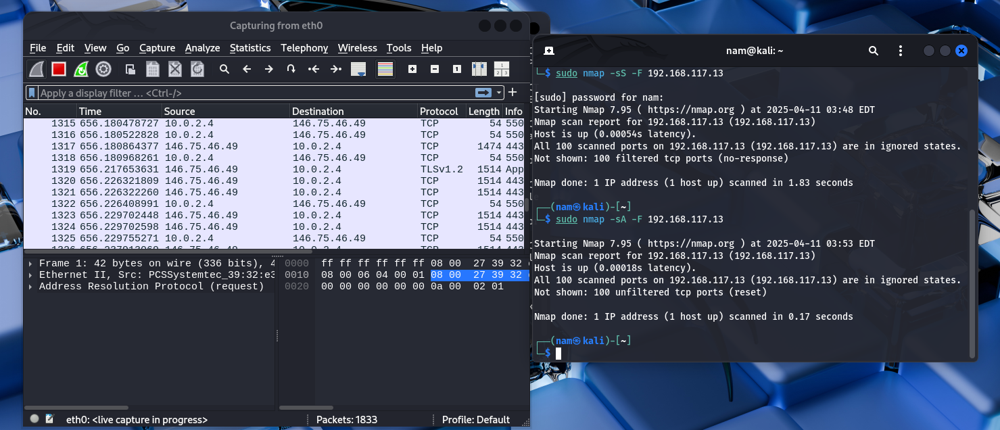 Capturing from eth0
File Edit View Go Capture Analyze Statistics Telephony Wireless Tools Help
Apply a display filter … <Ctrl-/>
No. Time Source Destination Protocol Length Info
1315 656.180478727 10.0.2.4 146.75.46.49 TCP 54 550
1316 656.180522828 10.0.2.4 146.75.46.49 TCP 54 550
1317 656.180864377 146.75.46.49 10.0.2.4 TCP 1474 443
1318 656.180968261 10.0.2.4 146.75.46.49 TCP 54 550
1319 656.217653631 146.75.46.49 10.0.2.4 TLSv1.2 1514 App
1320 656.226321809 146.75.46.49 10.0.2.4 TCP 1514 443
1321 656.226322260 146.75.46.49 10.0.2.4 TCP 1514 443
1322 656.226408991 10.0.2.4 146.75.46.49 TCP 54 550
1323 656.229702448 146.75.46.49 10.0.2.4 TCP 1514 443
1324 656.229702598 146.75.46.49 10.0.2.4 TCP 1514 443
1325 656.229755271 10.0.2.4 146.75.46.49 TCP 54 550
Frame 1: 42 bytes on wire (336 bits), 4
Ethernet II, Src: PCSSystemtec_39:32:e3
Address Resolution Protocol (request)
0000 ff ff ff ff ff ff 08 00 27 39 32
0010 08 00 06 04 00 01 08 00 27 39 32
0020 00 00 00 00 00 00 0a 00 02 01
eth0: <live capture in progress>
Packets: 1833
Profile: Default
nam@kali: ~
$ sudo nmap -sS -F 192.168.117.13
[sudo] password for nam:
Starting Nmap 7.95 ( https://nmap.org ) at 2025-04-11 03:48 EDT
Nmap scan report for 192.168.117.13 (192.168.117.13)
Host is up (0.00054s latency).
All 100 scanned ports on 192.168.117.13 (192.168.117.13) are in ignored states.
Not shown: 100 filtered tcp ports (no-response)
Nmap done: 1 IP address (1 host up) scanned in 1.83 seconds
(nam㉿kali)-[~]
$ sudo nmap -sA -F 192.168.117.13
Starting Nmap 7.95 ( https://nmap.org ) at 2025-04-11 03:53 EDT
Nmap scan report for 192.168.117.13 (192.168.117.13)
Host is up (0.00018s latency).
All 100 scanned ports on 192.168.117.13 (192.168.117.13) are in ignored states.
Not shown: 100 unfiltered tcp ports (reset)
Nmap done: 1 IP address (1 host up) scanned in 0.17 seconds
(nam㉿kali)-[~]
$